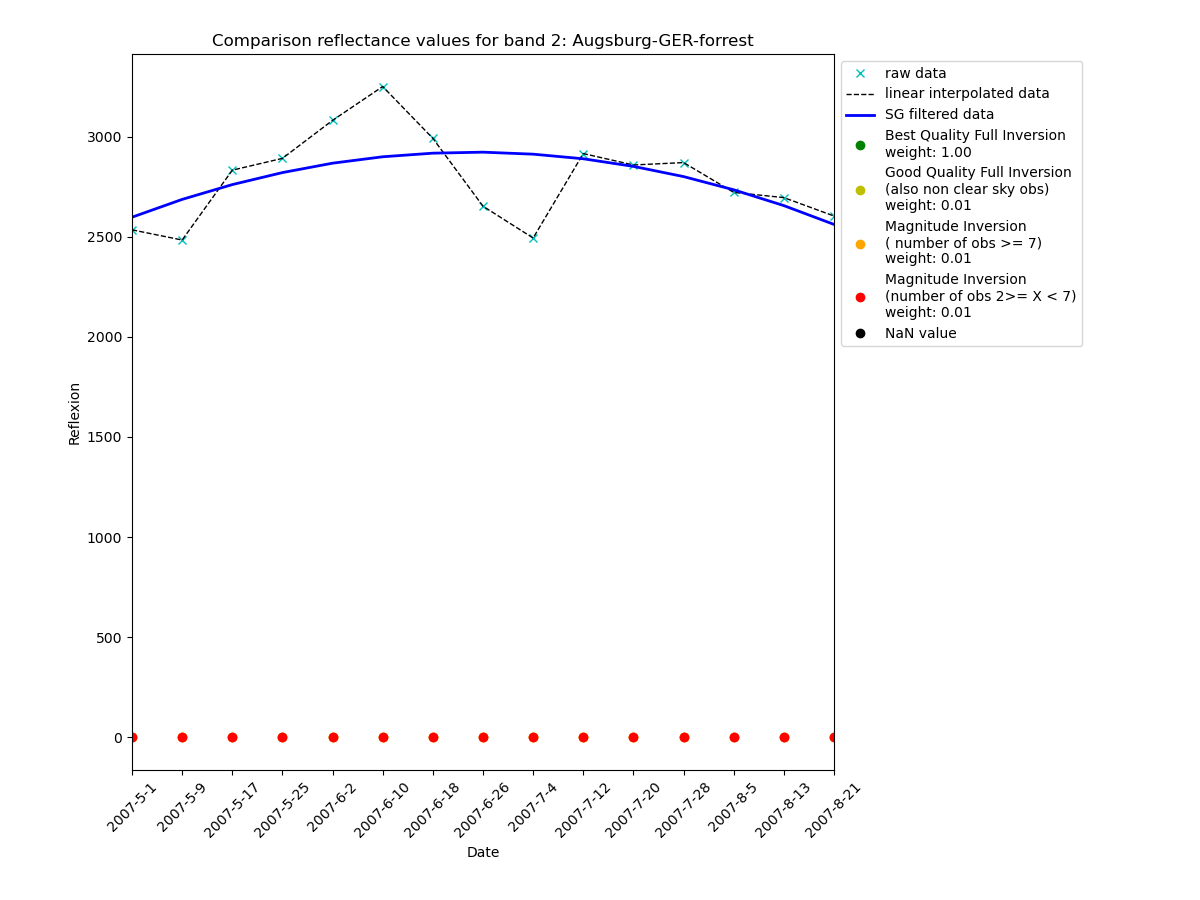 Comparison reflectance values for band 2: Augsburg-GER-forrest
raw data
linear interpolated data
SG filtered data
Best Quality Full Inversion
weight: 1.00
Good Quality Full Inversion
(also non clear sky obs)
weight: 0.01
Magnitude Inversion
( number of obs >= 7)
weight: 0.01
Magnitude Inversion
(number of obs 2>= X < 7)
weight: 0.01
NaN value
Reflexion
3000
2500
2000
1500
1000
500
0
2007-5-1
2007-5-9
2007-5-17
2007-5-25
2007-6-2
2007-6-10
2007-6-18
2007-6-26
2007-7-4
2007-7-12
2007-7-20
2007-7-28
2007-8-5
2007-8-13
2007-8-21
Date